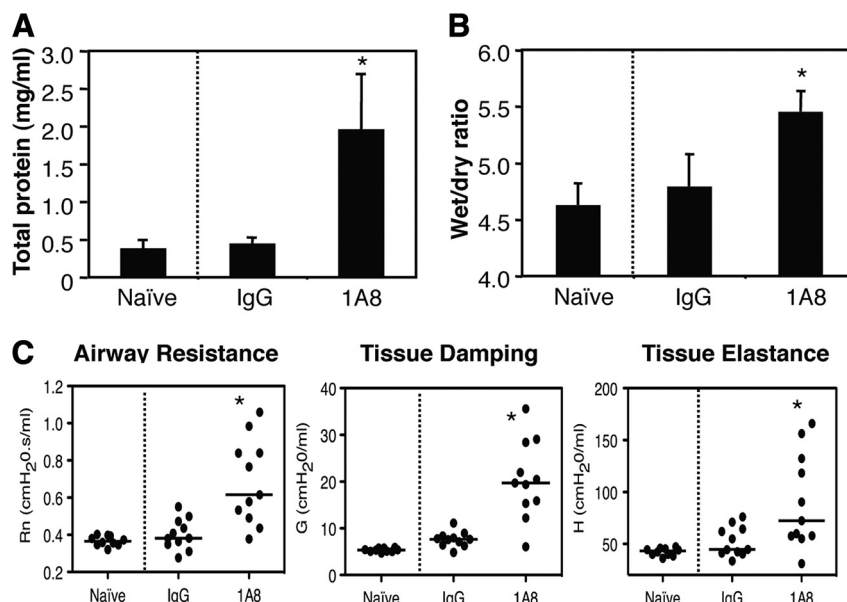 A
Total protein (mg/ml)
3.0
2.5
2.0
1.5
1.0
0.5
0
*
Naïve IgG 1A8
B
Wet/dry ratio
6.0
5.5
5.0
4.5
4.0
*
Naïve IgG 1A8
C
Airway Resistance
Rn (cmH₂0.s/ml)
1.2
1.0
0.8
0.6
0.4
0.2
*
Naïve IgG 1A8
Tissue Damping
G (cmH₂0/ml)
40
30
20
10
0
*
Naïve IgG 1A8
Tissue Elastance
H (cmH₂0/ml)
200
150
100
50
*
Naïve IgG 1A8